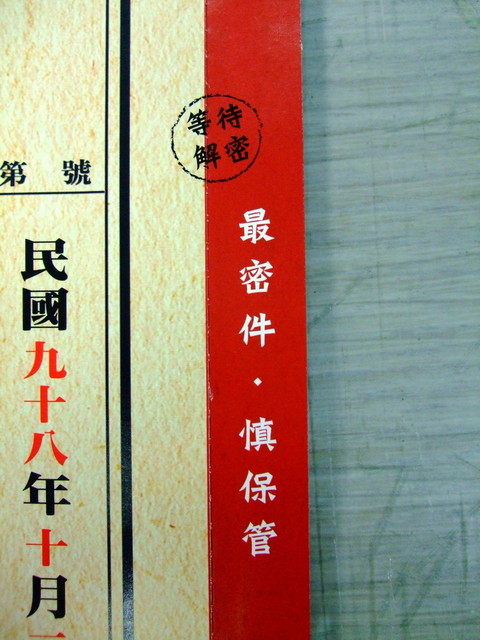 等待
解密
最密件·慎保管
第 號
民國九十八年十月一